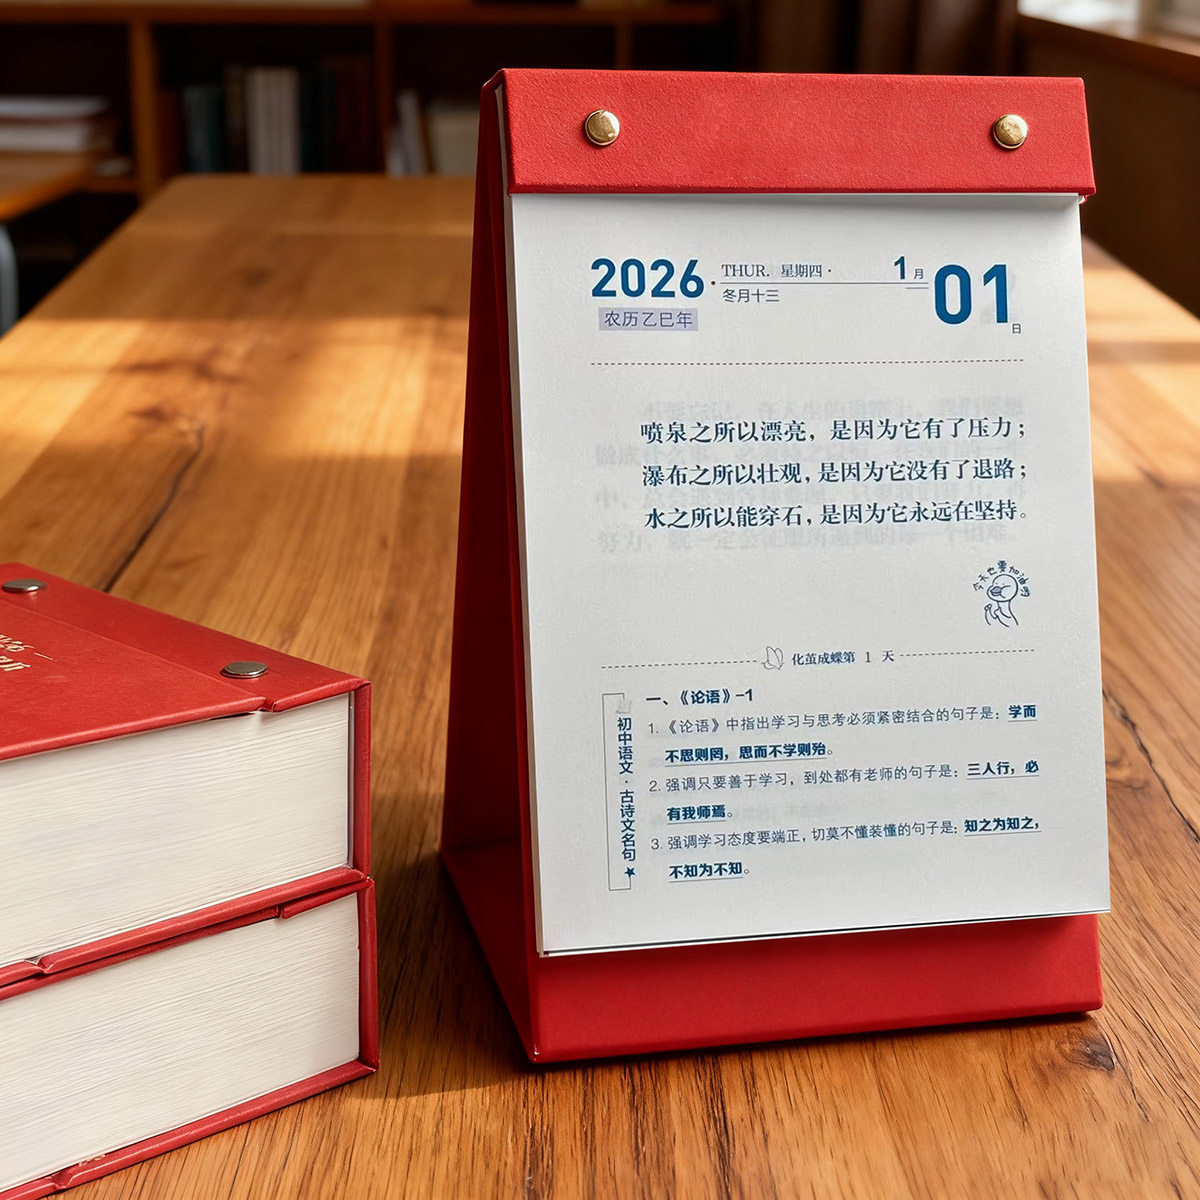 2026
THUR. 星期四·
冬月十三
农历乙巳年
1月
01日
喷泉之所以漂亮，是因为它有了压力；
瀑布之所以壮观，是因为它没有了退路；
水之所以能穿石，是因为它永远在坚持。
今天也要加油哟
化茧成蝶第 1 天
初中语文·古诗文名句★
一、《论语》-1
1.《论语》中指出学习与思考必须紧密结合的句子是：学而
不思则罔，思而不学则殆。
2. 强调只要善于学习，到处都有老师的句子是：三人行，必
有我师焉。
3. 强调学习态度要端正，切莫不懂装懂的句子是：知之为知之，
不知为不知。